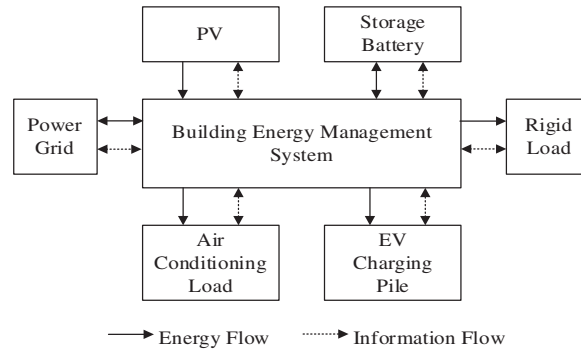 PV
Storage
Battery
Power
Grid
Building Energy Management
System
Rigid
Load
Air
Conditioning
Load
EV
Charging
Pile
Energy Flow
Information Flow